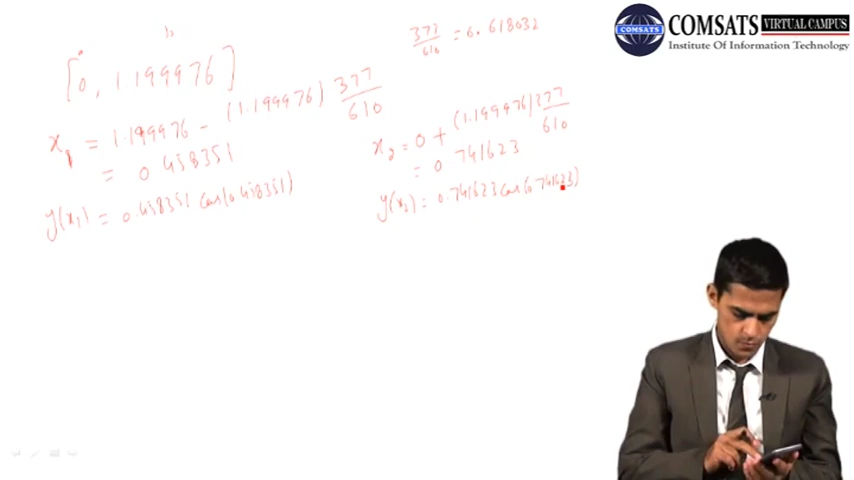 COMSATS VIRTUAL CAMPUS
Institute Of Information Technology
10
377/610 = 0.618032
[0, 1.199976]
x₁ = 1.199976 - (1.199976) 377/610
= 0.458351
y(x₁) = 0.458351 cos(0.458351)
x₂ = 0 + (1.199976) 377/610
= 0.741623
y(x₂) = 0.741623 cos(0.741623)